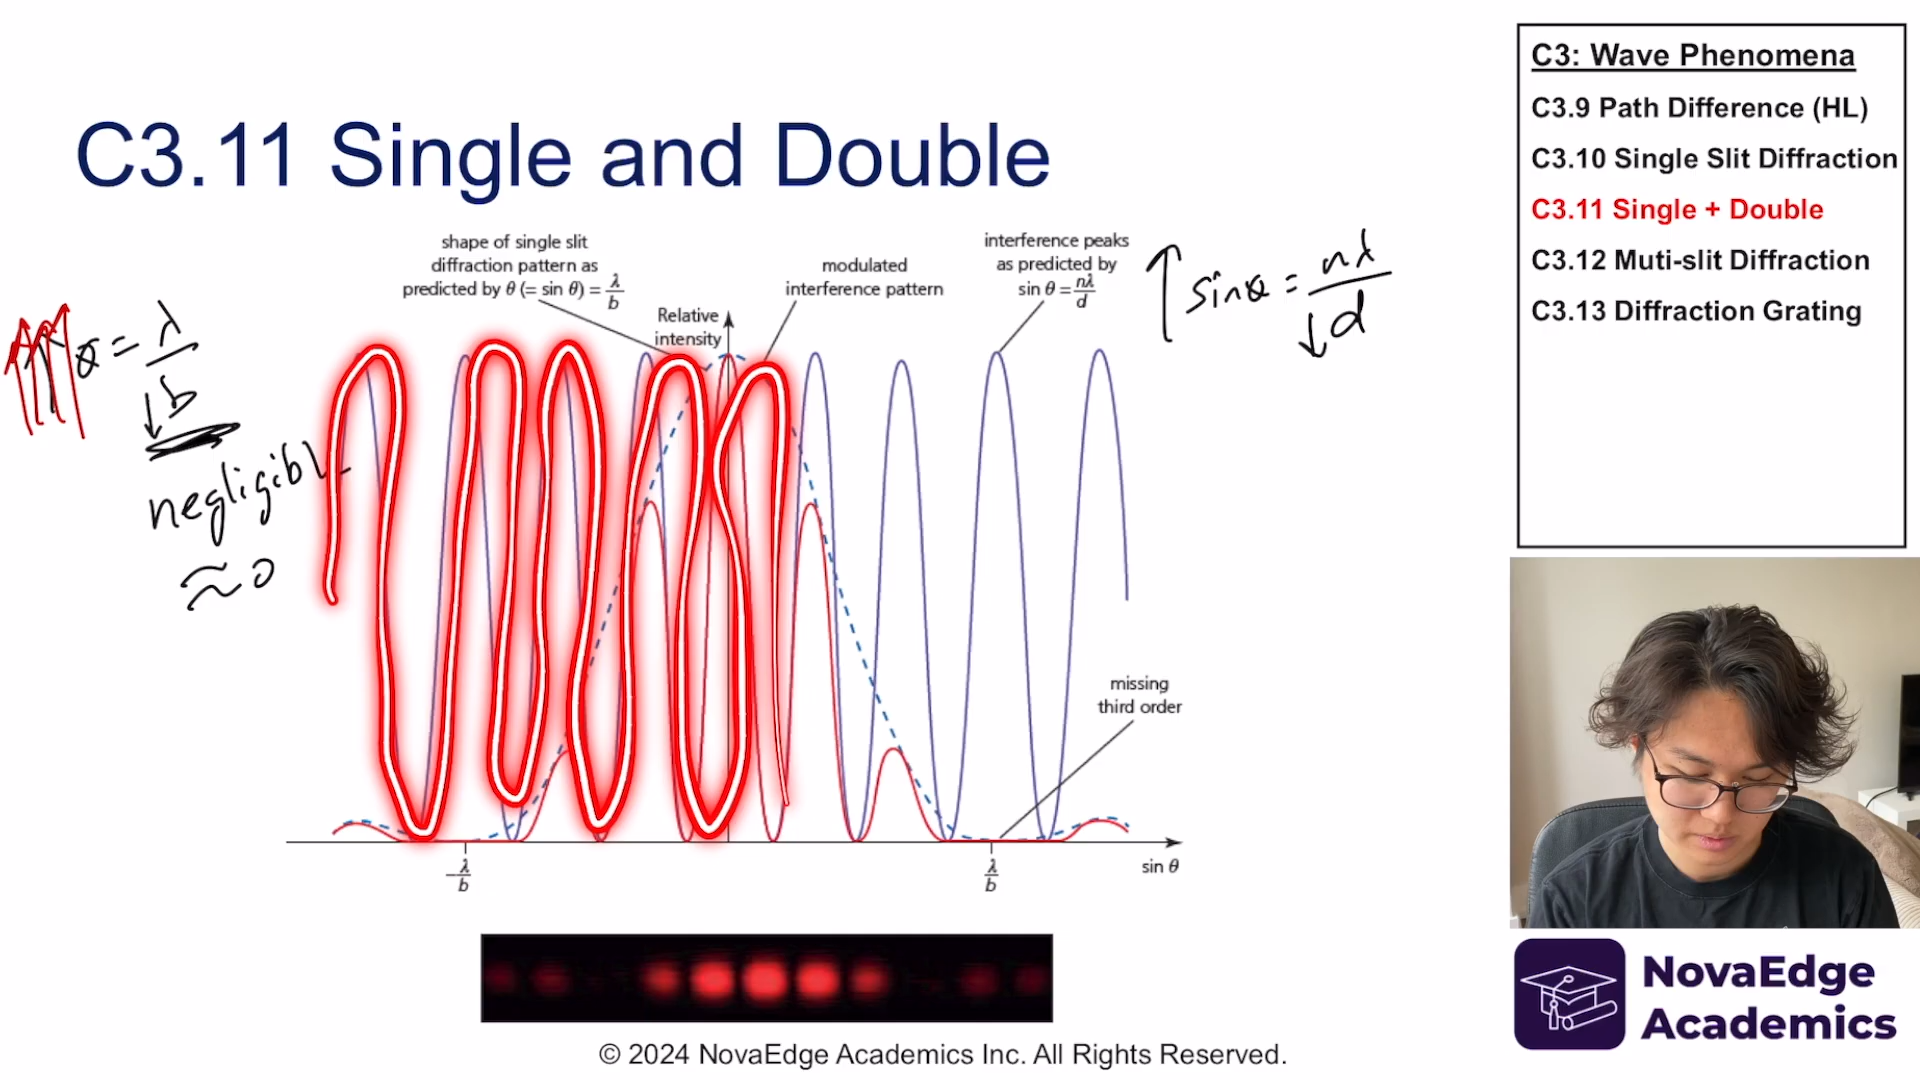 C3.11 Single and Double
shape of single slit
diffraction pattern as
predicted by θ (= sin θ) = λ/b
modulated
interference pattern
interference peaks
as predicted by
sin θ = nλ/d
Relative
intensity
missing
third order
-λ/b
λ/b
sin θ
θ = λ/↓b
negligible
≈0
↑ sinθ = nλ/↓d
C3: Wave Phenomena
C3.9 Path Difference (HL)
C3.10 Single Slit Diffraction
C3.11 Single + Double
C3.12 Muti-slit Diffraction
C3.13 Diffraction Grating
NovaEdge
Academics
© 2024 NovaEdge Academics Inc. All Rights Reserved.